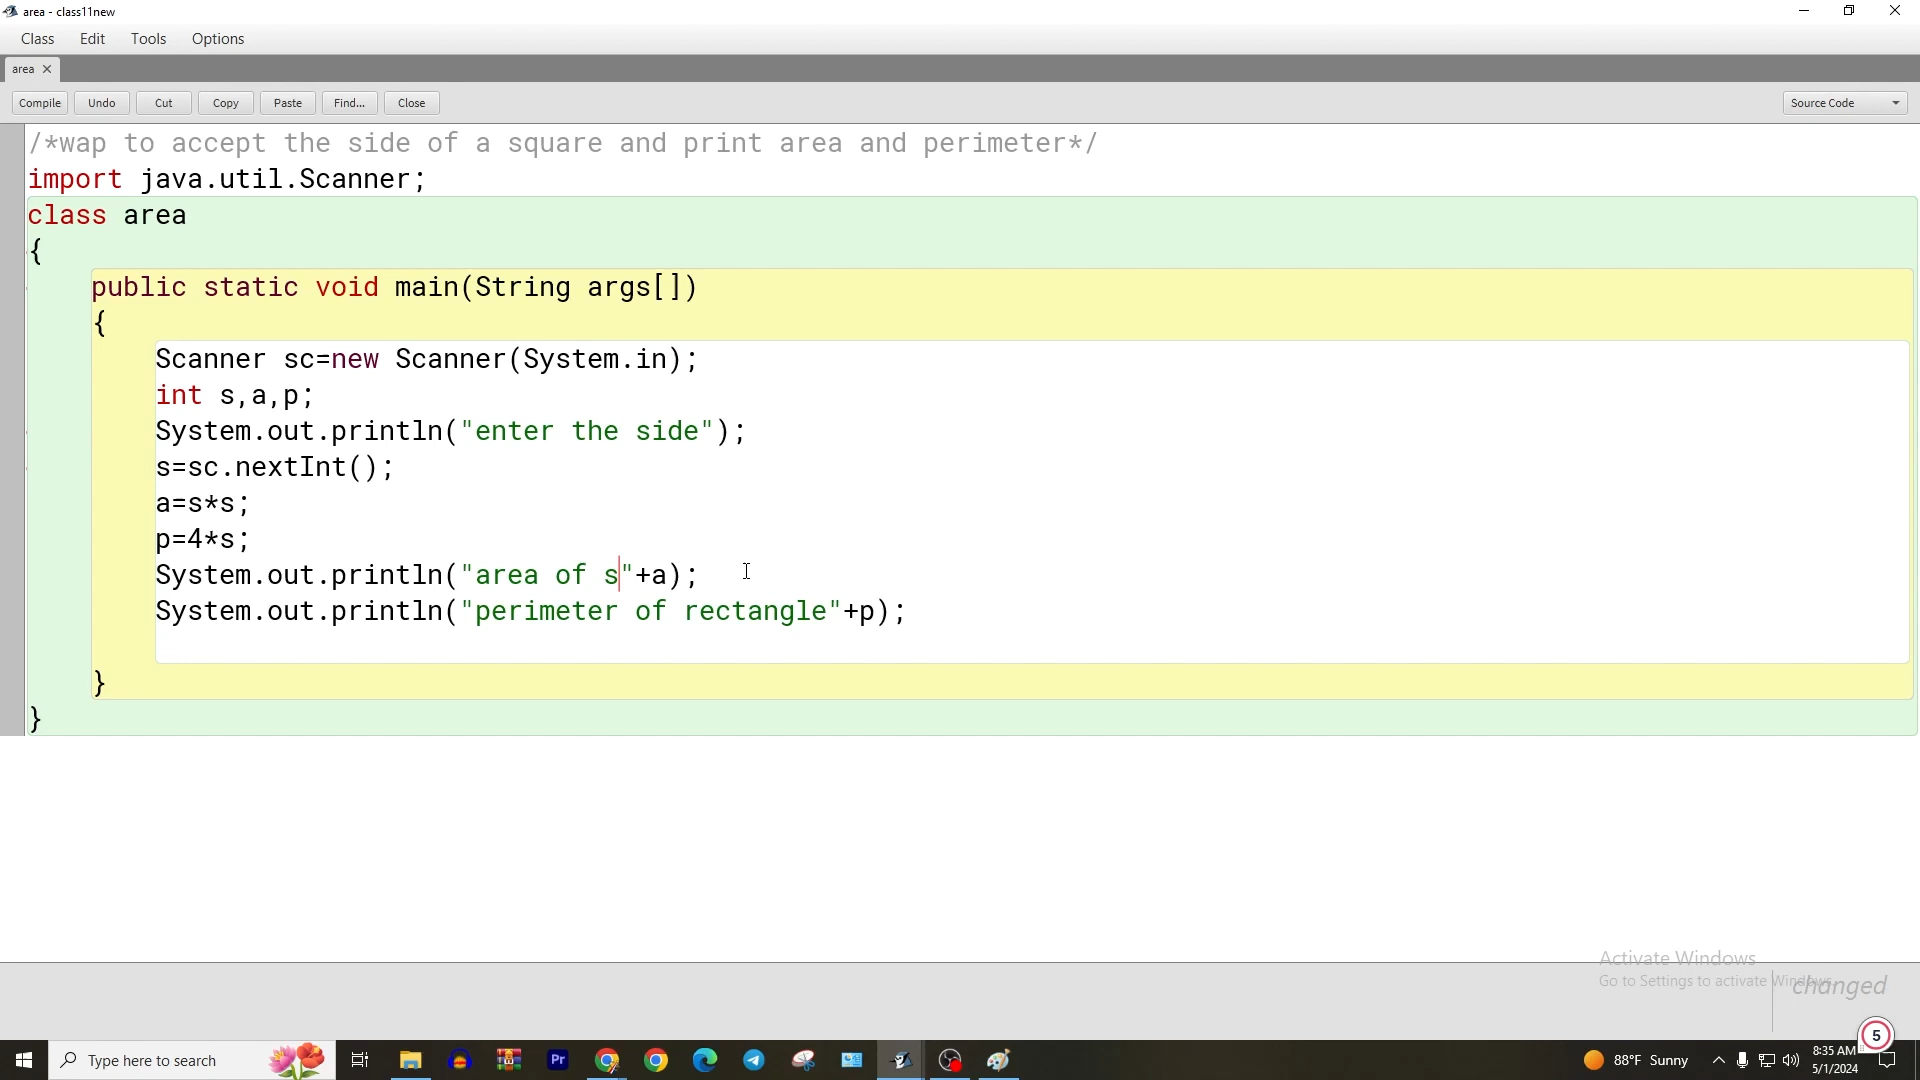 area - class11new
Class Edit Tools Options
area
Compile Undo Cut Copy Paste Find... Close Source Code
/*wap to accept the side of a square and print area and perimeter*/
import java.util.Scanner;
class area
{
public static void main(String args[])
{
Scanner sc=new Scanner(System.in);
int s,a,p;
System.out.println("enter the side");
s=sc.nextInt();
a=s*s;
p=4*s;
System.out.println("area of s"+a);
System.out.println("perimeter of rectangle"+p);
}
}
Activate Windows
Go to Settings to activate Windows.
changed
5
Type here to search
Pr
88°F Sunny
8:35 AM
5/1/2024